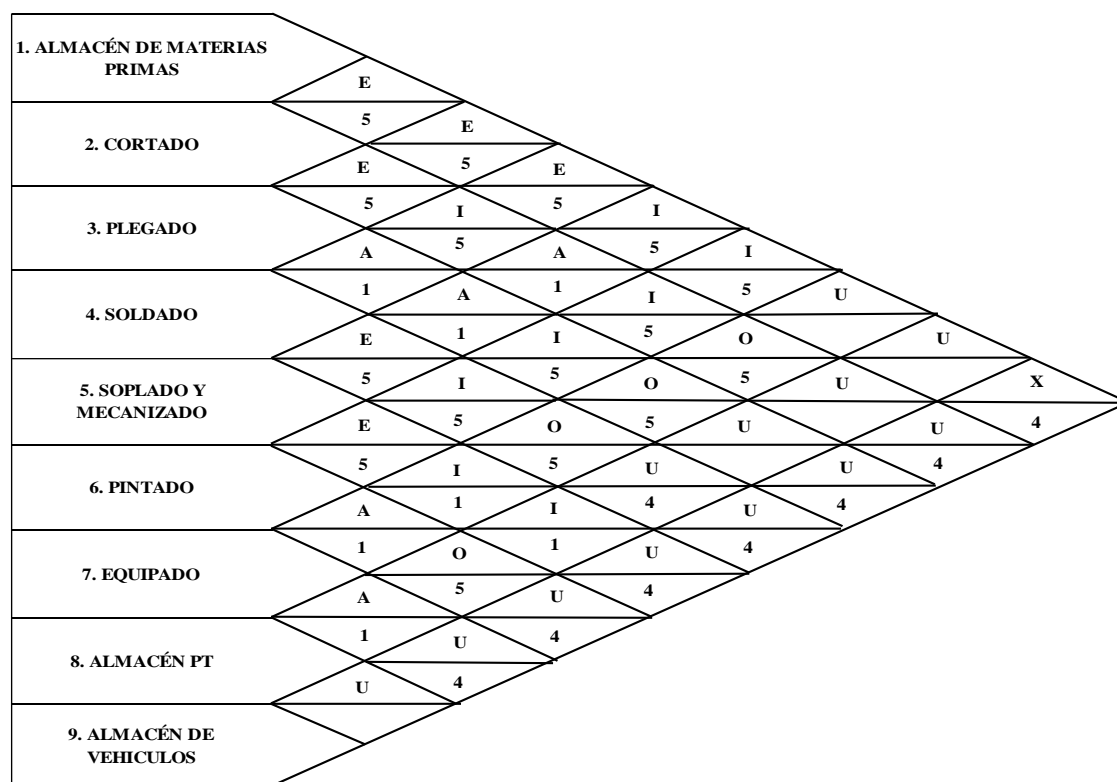 1. ALMACÉN DE MATERIAS
PRIMAS
E
5 E
2. CORTADO
E 5 E
5 I 5 I
3. PLEGADO
A 5 A 5 I
1 A 1 I 5 U
4. SOLDADO
E 1 I 5 O U
5 I 5 O 5 U X
5. SOPLADO Y
MECANIZADO
E 5 O 5 U U 4
5 I 5 U U 4
6. PINTADO
A 1 I 4 U 4
1 O 1 U 4
7. EQUIPADO
A 5 U 4
1 U 4
8. ALMACÉN PT
U 4
9. ALMACÉN DE
VEHICULOS